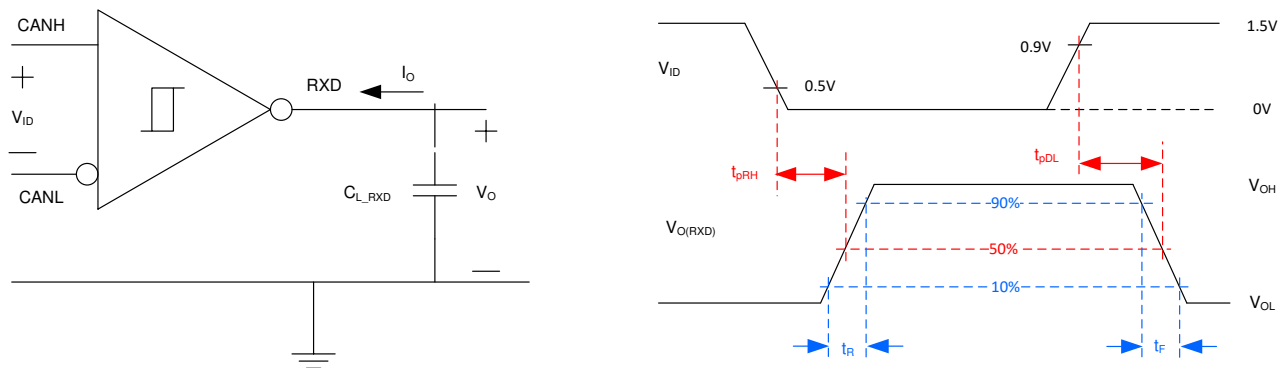 CANH
+
V_ID
—
CANL
RXD
I_O
C_L_RXD
+
V_O
—
V_ID
0.5V
0.9V
1.5V
0V
t_pRH
t_pDL
V_O(RXD)
90%
50%
10%
V_OH
V_OL
t_R
t_F